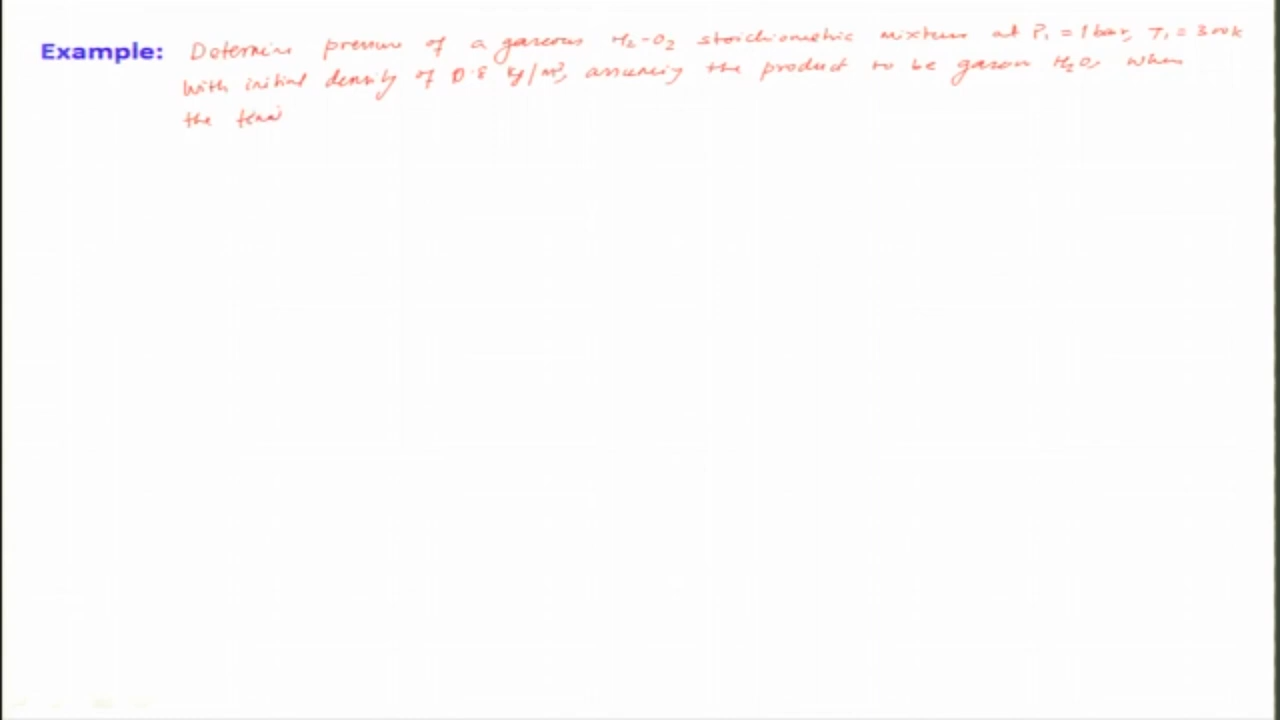 Example: Determine pressure of a gaseous H₂-O₂ stoichiometric mixture at P₁ = 1 bar, T₁ = 300K
with initial density of 0.8 kg/m³, assuming the product to be gaseous H₂O, when
the